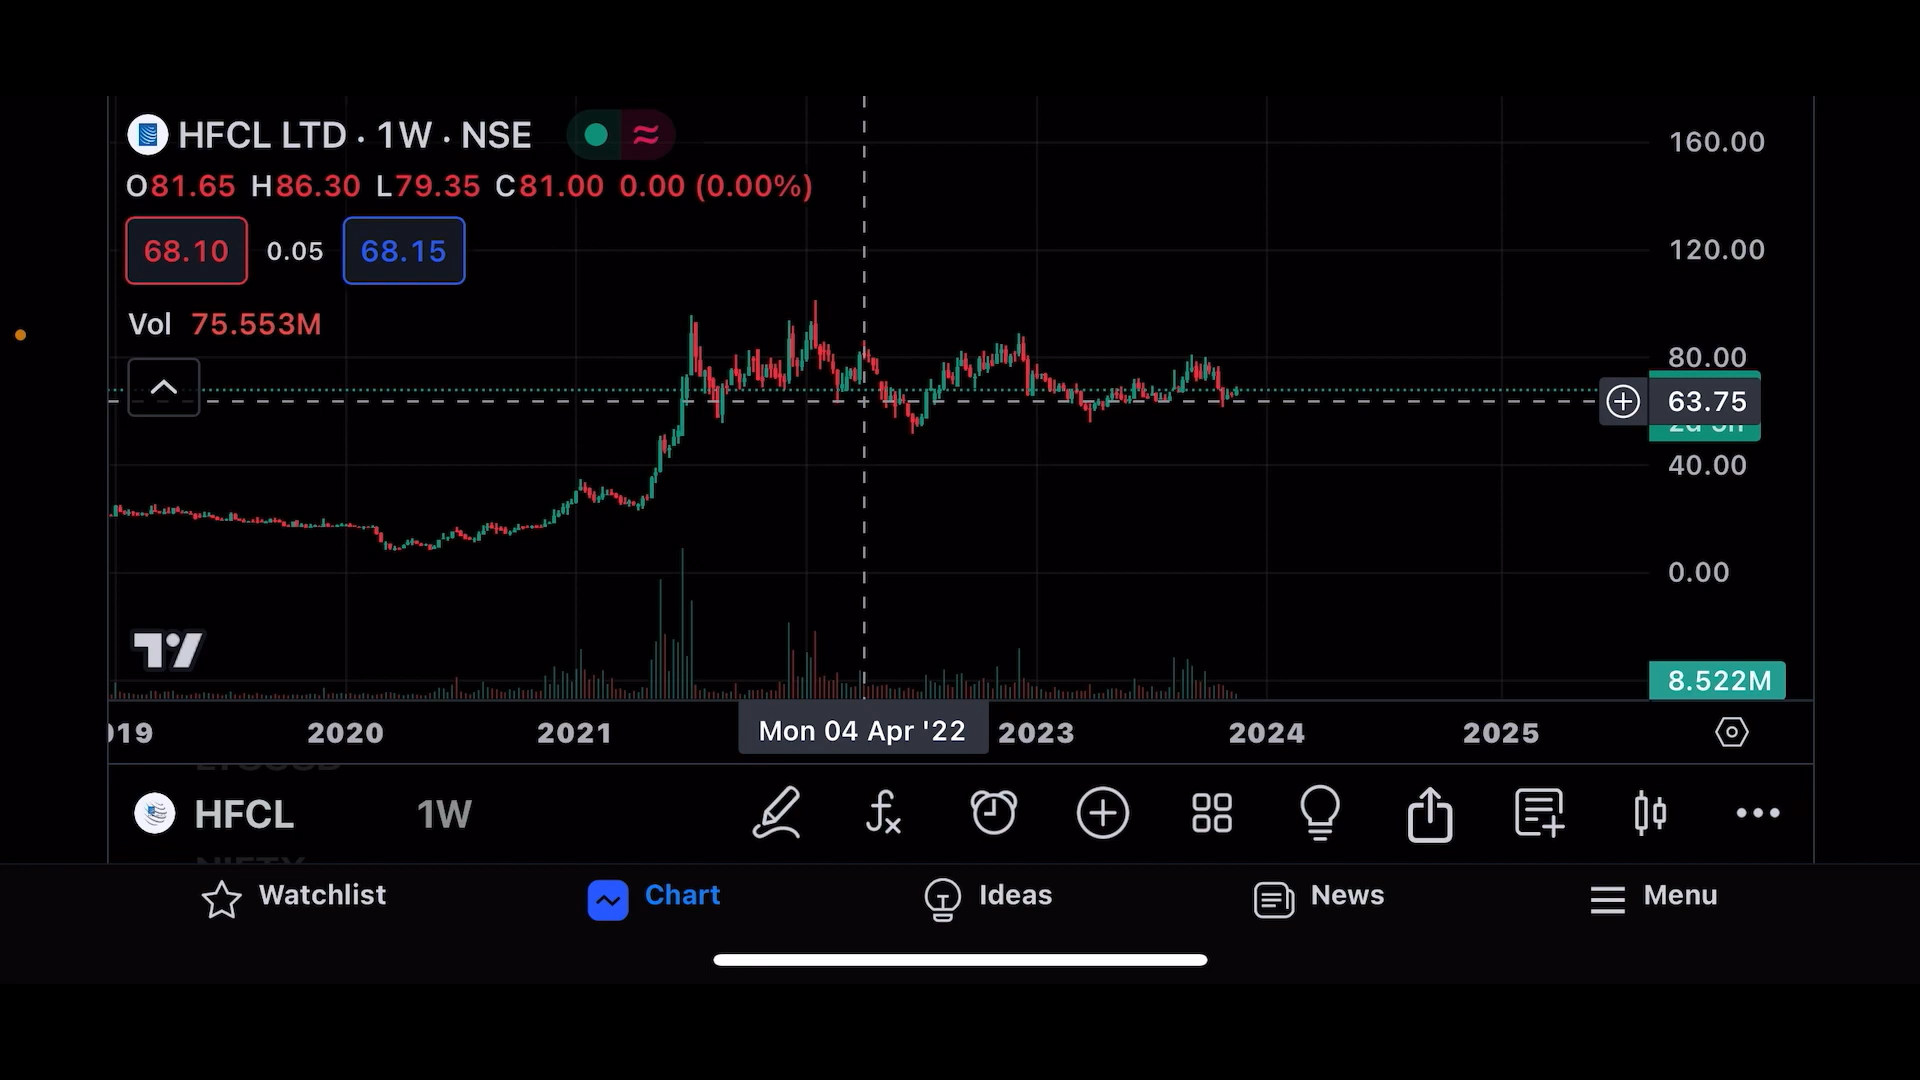 HFCL LTD · 1W · NSE
O81.65 H86.30 L79.35 C81.00 0.00 (0.00%)
68.10 0.05 68.15
Vol 75.553M
160.00
120.00
80.00
63.75
40.00
0.00
8.522M
2020 2021 Mon 04 Apr '22 2023 2024 2025
HFCL 1W
Watchlist Chart Ideas News Menu